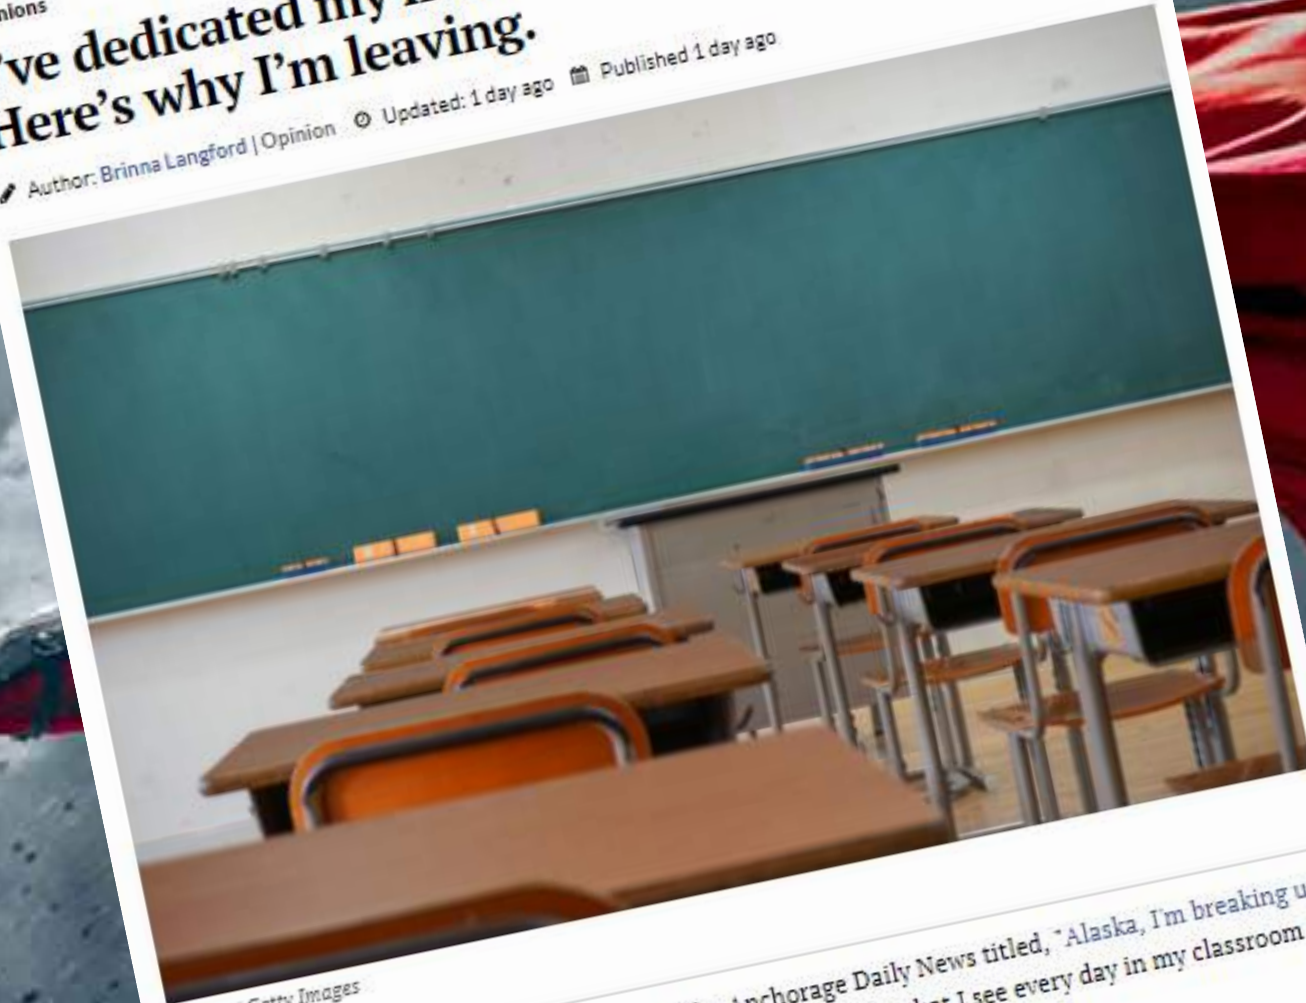 've dedicated my
Here's why I'm leaving.
Author: Brinna Langford | Opinion Updated: 1 day ago Published 1 day ago
Getty Images
Anchorage Daily News titled, "Alaska, I'm breaking
I see every day in my classroom